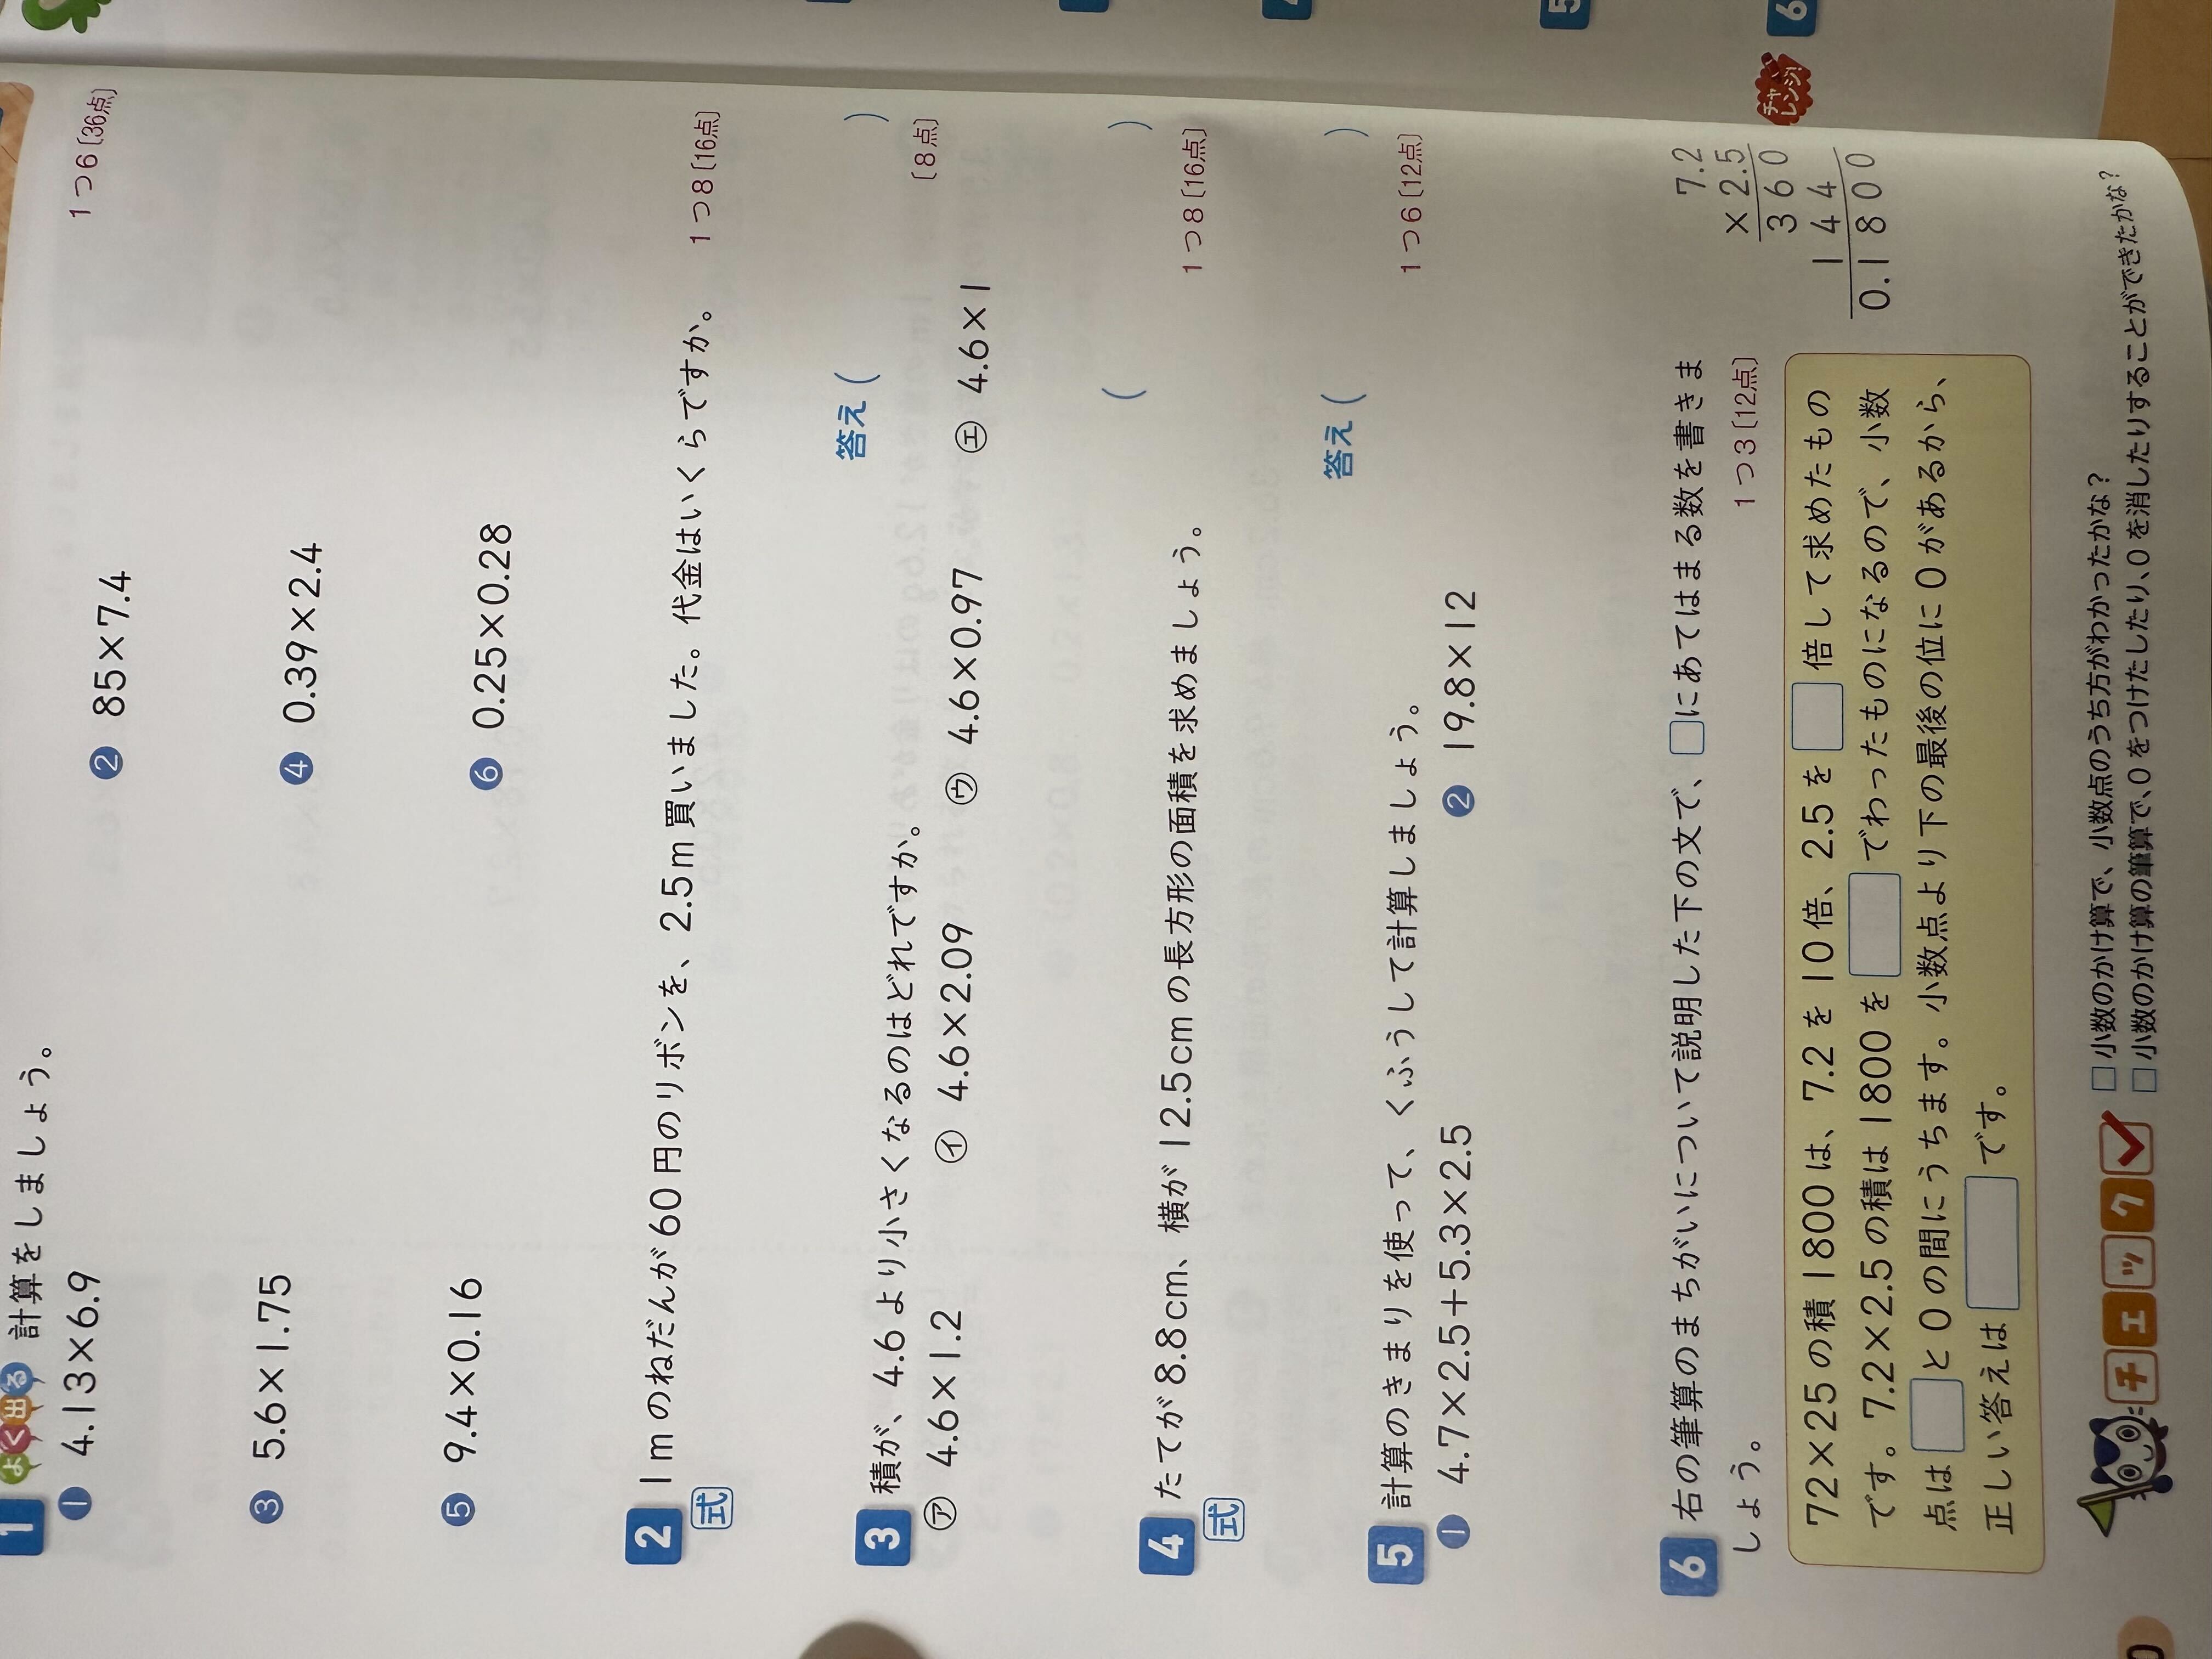 1 よく出る 計算をしましょう。 1つ6〔36点〕
❶ 4.13×6.9 ❷ 85×7.4
❸ 5.6×1.75 ❹ 0.39×2.4
❺ 9.4×0.16 ❻ 0.25×0.28
2 1mのねだんが60円のリボンを、2.5m買いました。代金はいくらですか。 1つ8〔16点〕
式
答え( )
3 積が、4.6より小さくなるのはどれですか。 〔8点〕
㋐ 4.6×1.2 ㋑ 4.6×2.09 ㋒ 4.6×0.97 ㋓ 4.6×1
( )
4 たてが8.8cm、横が12.5cmの長方形の面積を求めましょう。 1つ8〔16点〕
式
答え( )
5 計算のきまりを使って、くふうして計算しましょう。 1つ6〔12点〕
❶ 4.7×2.5+5.3×2.5 ❷ 19.8×12
6 右の筆算のまちがいについて説明した下の文で、□にあてはまる数を書きま
しょう。 1つ3〔12点〕
72×25の積1800は、7.2を10倍、2.5を□倍して求めたもの
です。7.2×2.5の積は1800を□でわったものになるので、小数
点は□と0の間にうちます。小数点より下の最後の位に0があるから、
正しい答えは□です。
7.2
×2.5
360
144
0.1800
チェック
□小数のかけ算で、小数点のうち方がわかったかな?
□小数のかけ算の筆算で、0をつけたしたり、0を消したりすることができたかな?
チャレンジ!
5
6